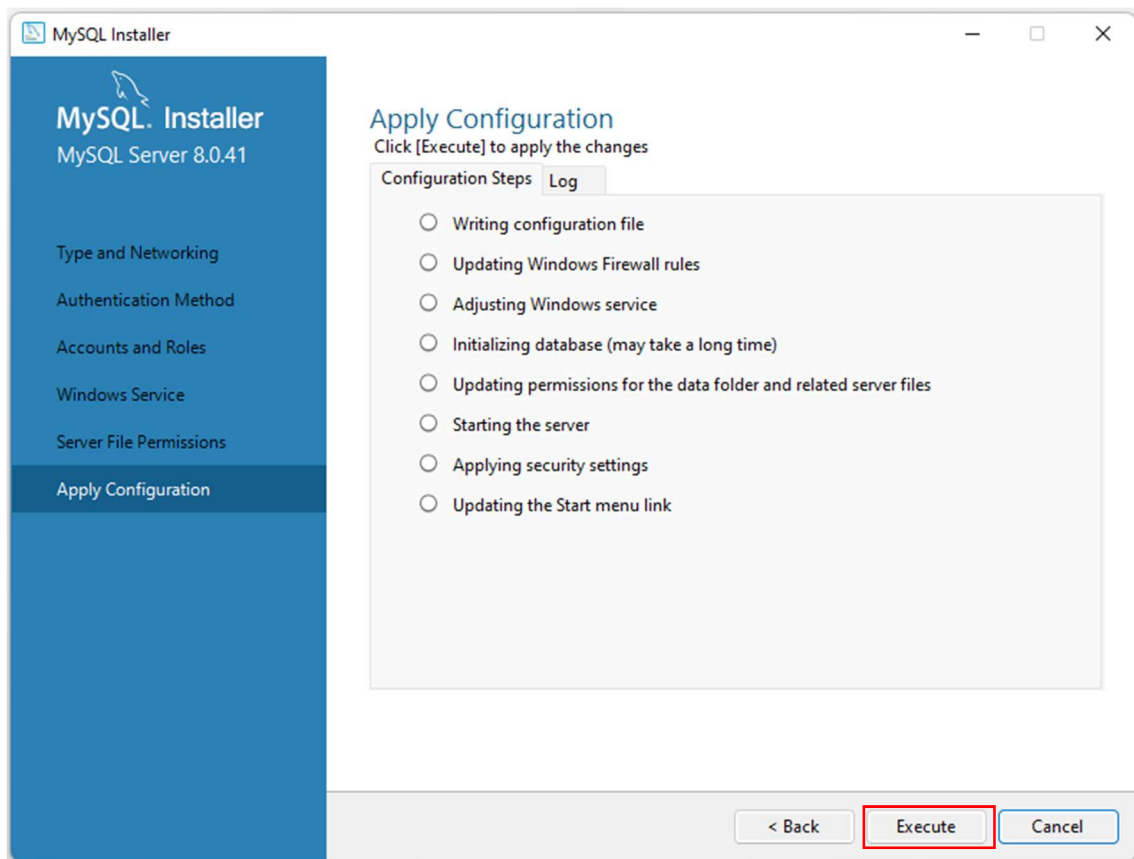 MySQL Installer
MySQL. Installer
MySQL Server 8.0.41
Type and Networking
Authentication Method
Accounts and Roles
Windows Service
Server File Permissions
Apply Configuration
Apply Configuration
Click [Execute] to apply the changes
Configuration Steps Log
Writing configuration file
Updating Windows Firewall rules
Adjusting Windows service
Initializing database (may take a long time)
Updating permissions for the data folder and related server files
Starting the server
Applying security settings
Updating the Start menu link
< Back Execute Cancel